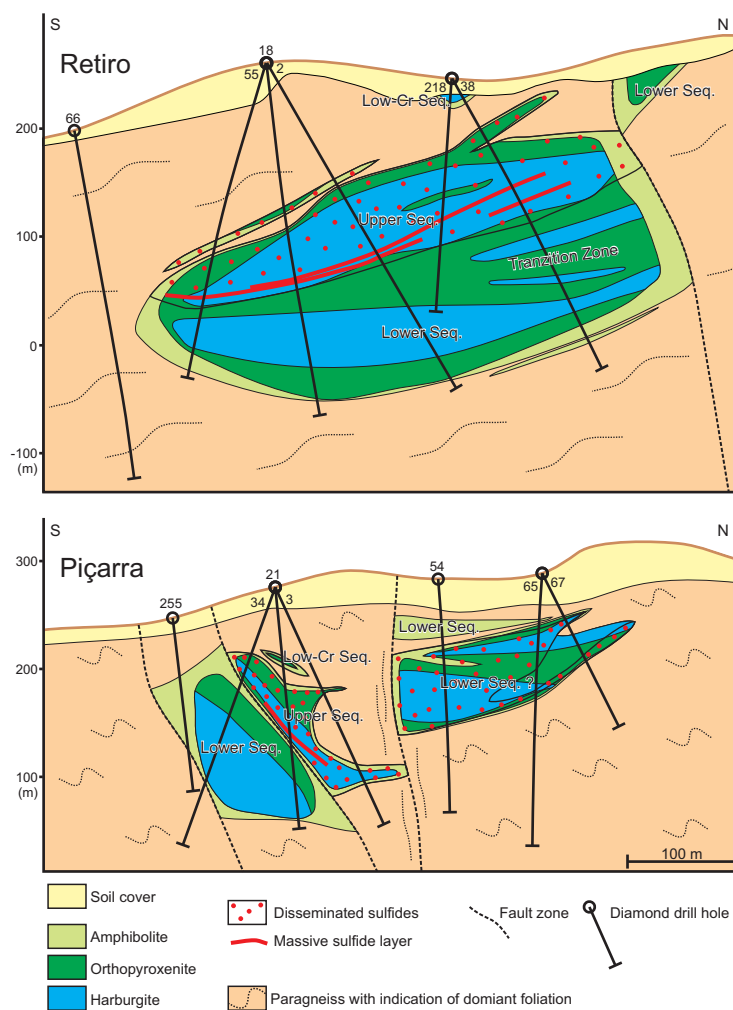 S
N
Retiro
18
55 2
218 38
66
Low-Cr Seq.
Lower Seq.
200
Upper Seq.
100
Tranzition Zone
Lower Seq.
0
-100
(m)
S
N
Piçarra
300
255
21
34 3
54
65 67
Lower Seq.
Low-Cr Seq.
200
Lower Seq. ?
Upper Seq.
Lower Seq.
100
(m)
100 m
Soil cover
Amphibolite
Orthopyroxenite
Harburgite
Disseminated sulfides
Massive sulfide layer
Fault zone
Diamond drill hole
Paragneiss with indication of domiant foliation